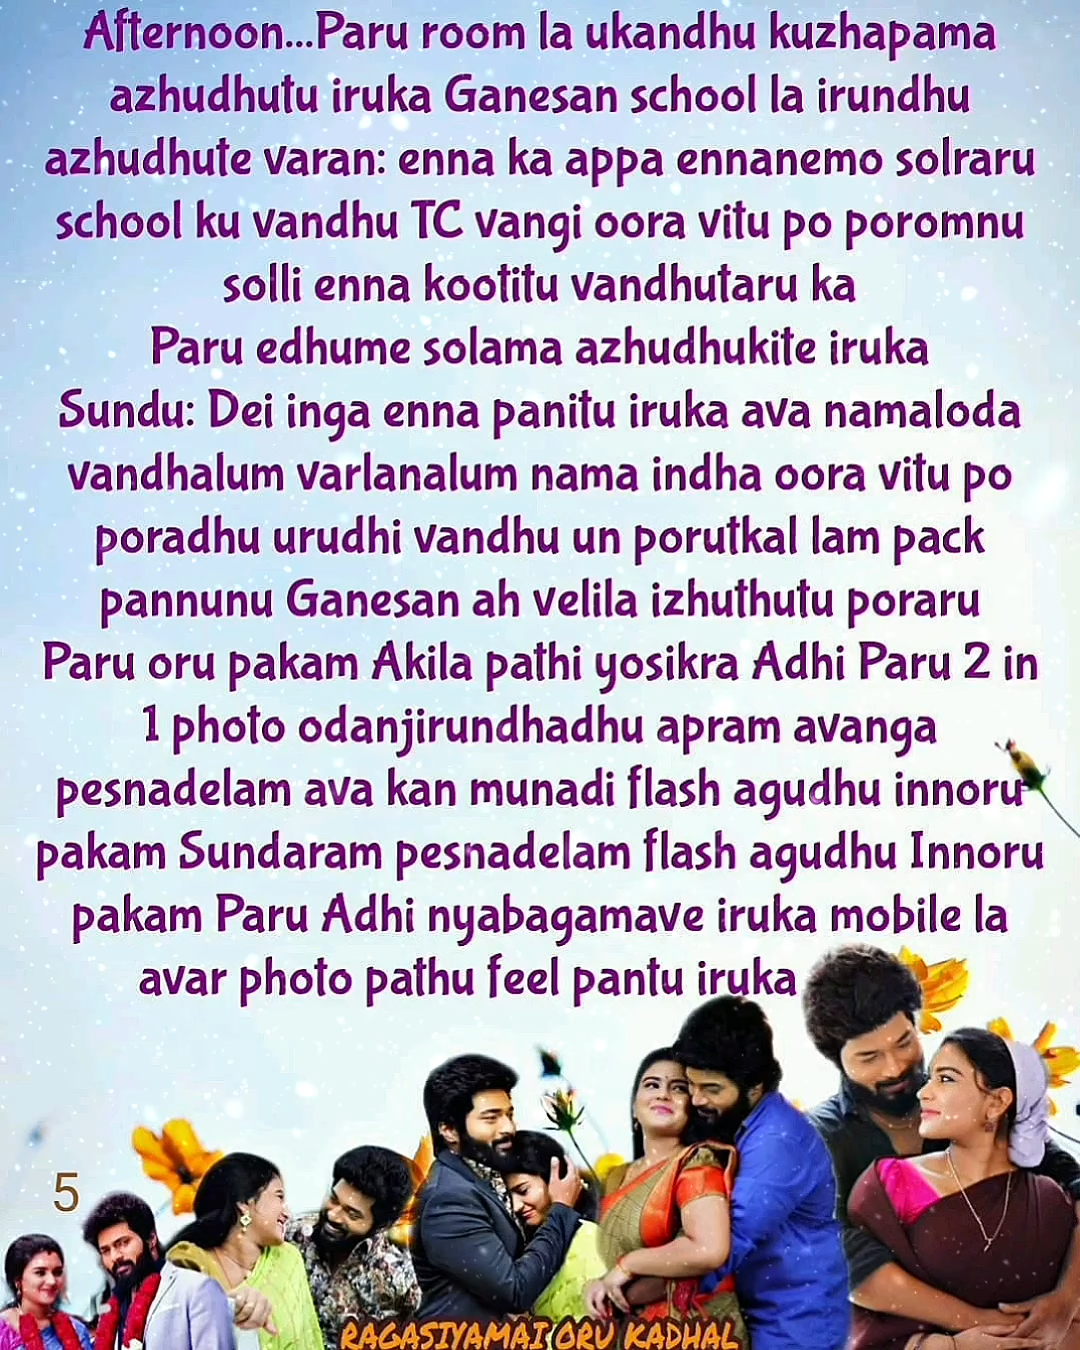 Afternoon...Paru room la ukandhu kuzhapama
azhudhutu iruka Ganesan school la irundhu
azhudhute varan: enna ka appa ennanemo solraru
school ku vandhu TC vangi oora vitu po poromnu
solli enna kootitu vandhutaru ka
Paru edhume solama azhudhukite iruka
Sundu: Dei inga enna panitu iruka ava namaloda
vandhalum varlanalum nama indha oora vitu po
poradhu urudhi vandhu un porutkal lam pack
pannunu Ganesan ah velila izhuthutu poraru
Paru oru pakam Akila pathi yosikra Adhi Paru 2 in
1 photo odanjirundhadhu apram avanga
pesnadelam ava kan munadi flash agudhu innoru
pakam Sundaram pesnadelam flash agudhu Innoru
pakam Paru Adhi nyabagamave iruka mobile la
avar photo pathu feel pantu iruka
5
RAGASIYAMAI ORU KADHAL